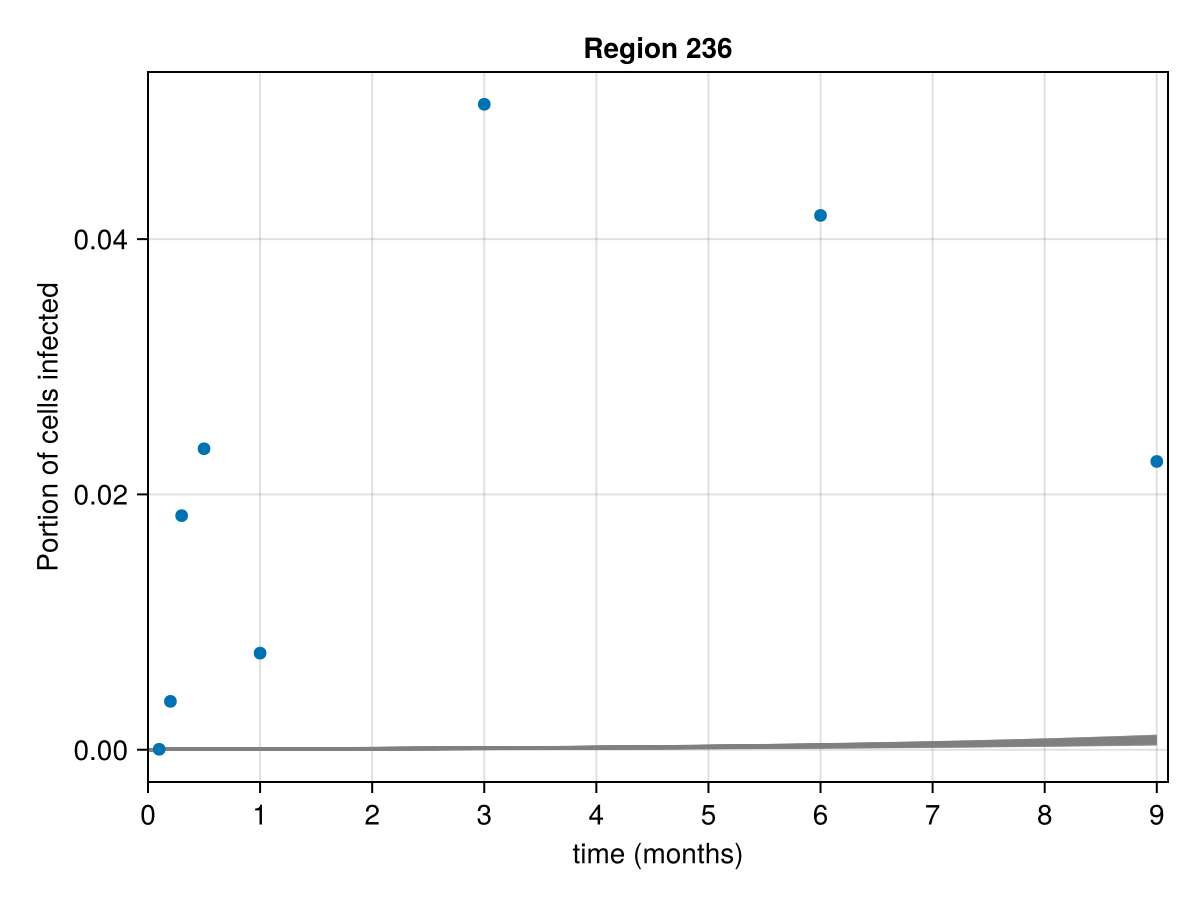 Region 236
Portion of cells infected
0.04
0.02
0.00
0 1 2 3 4 5 6 7 8 9
time (months)